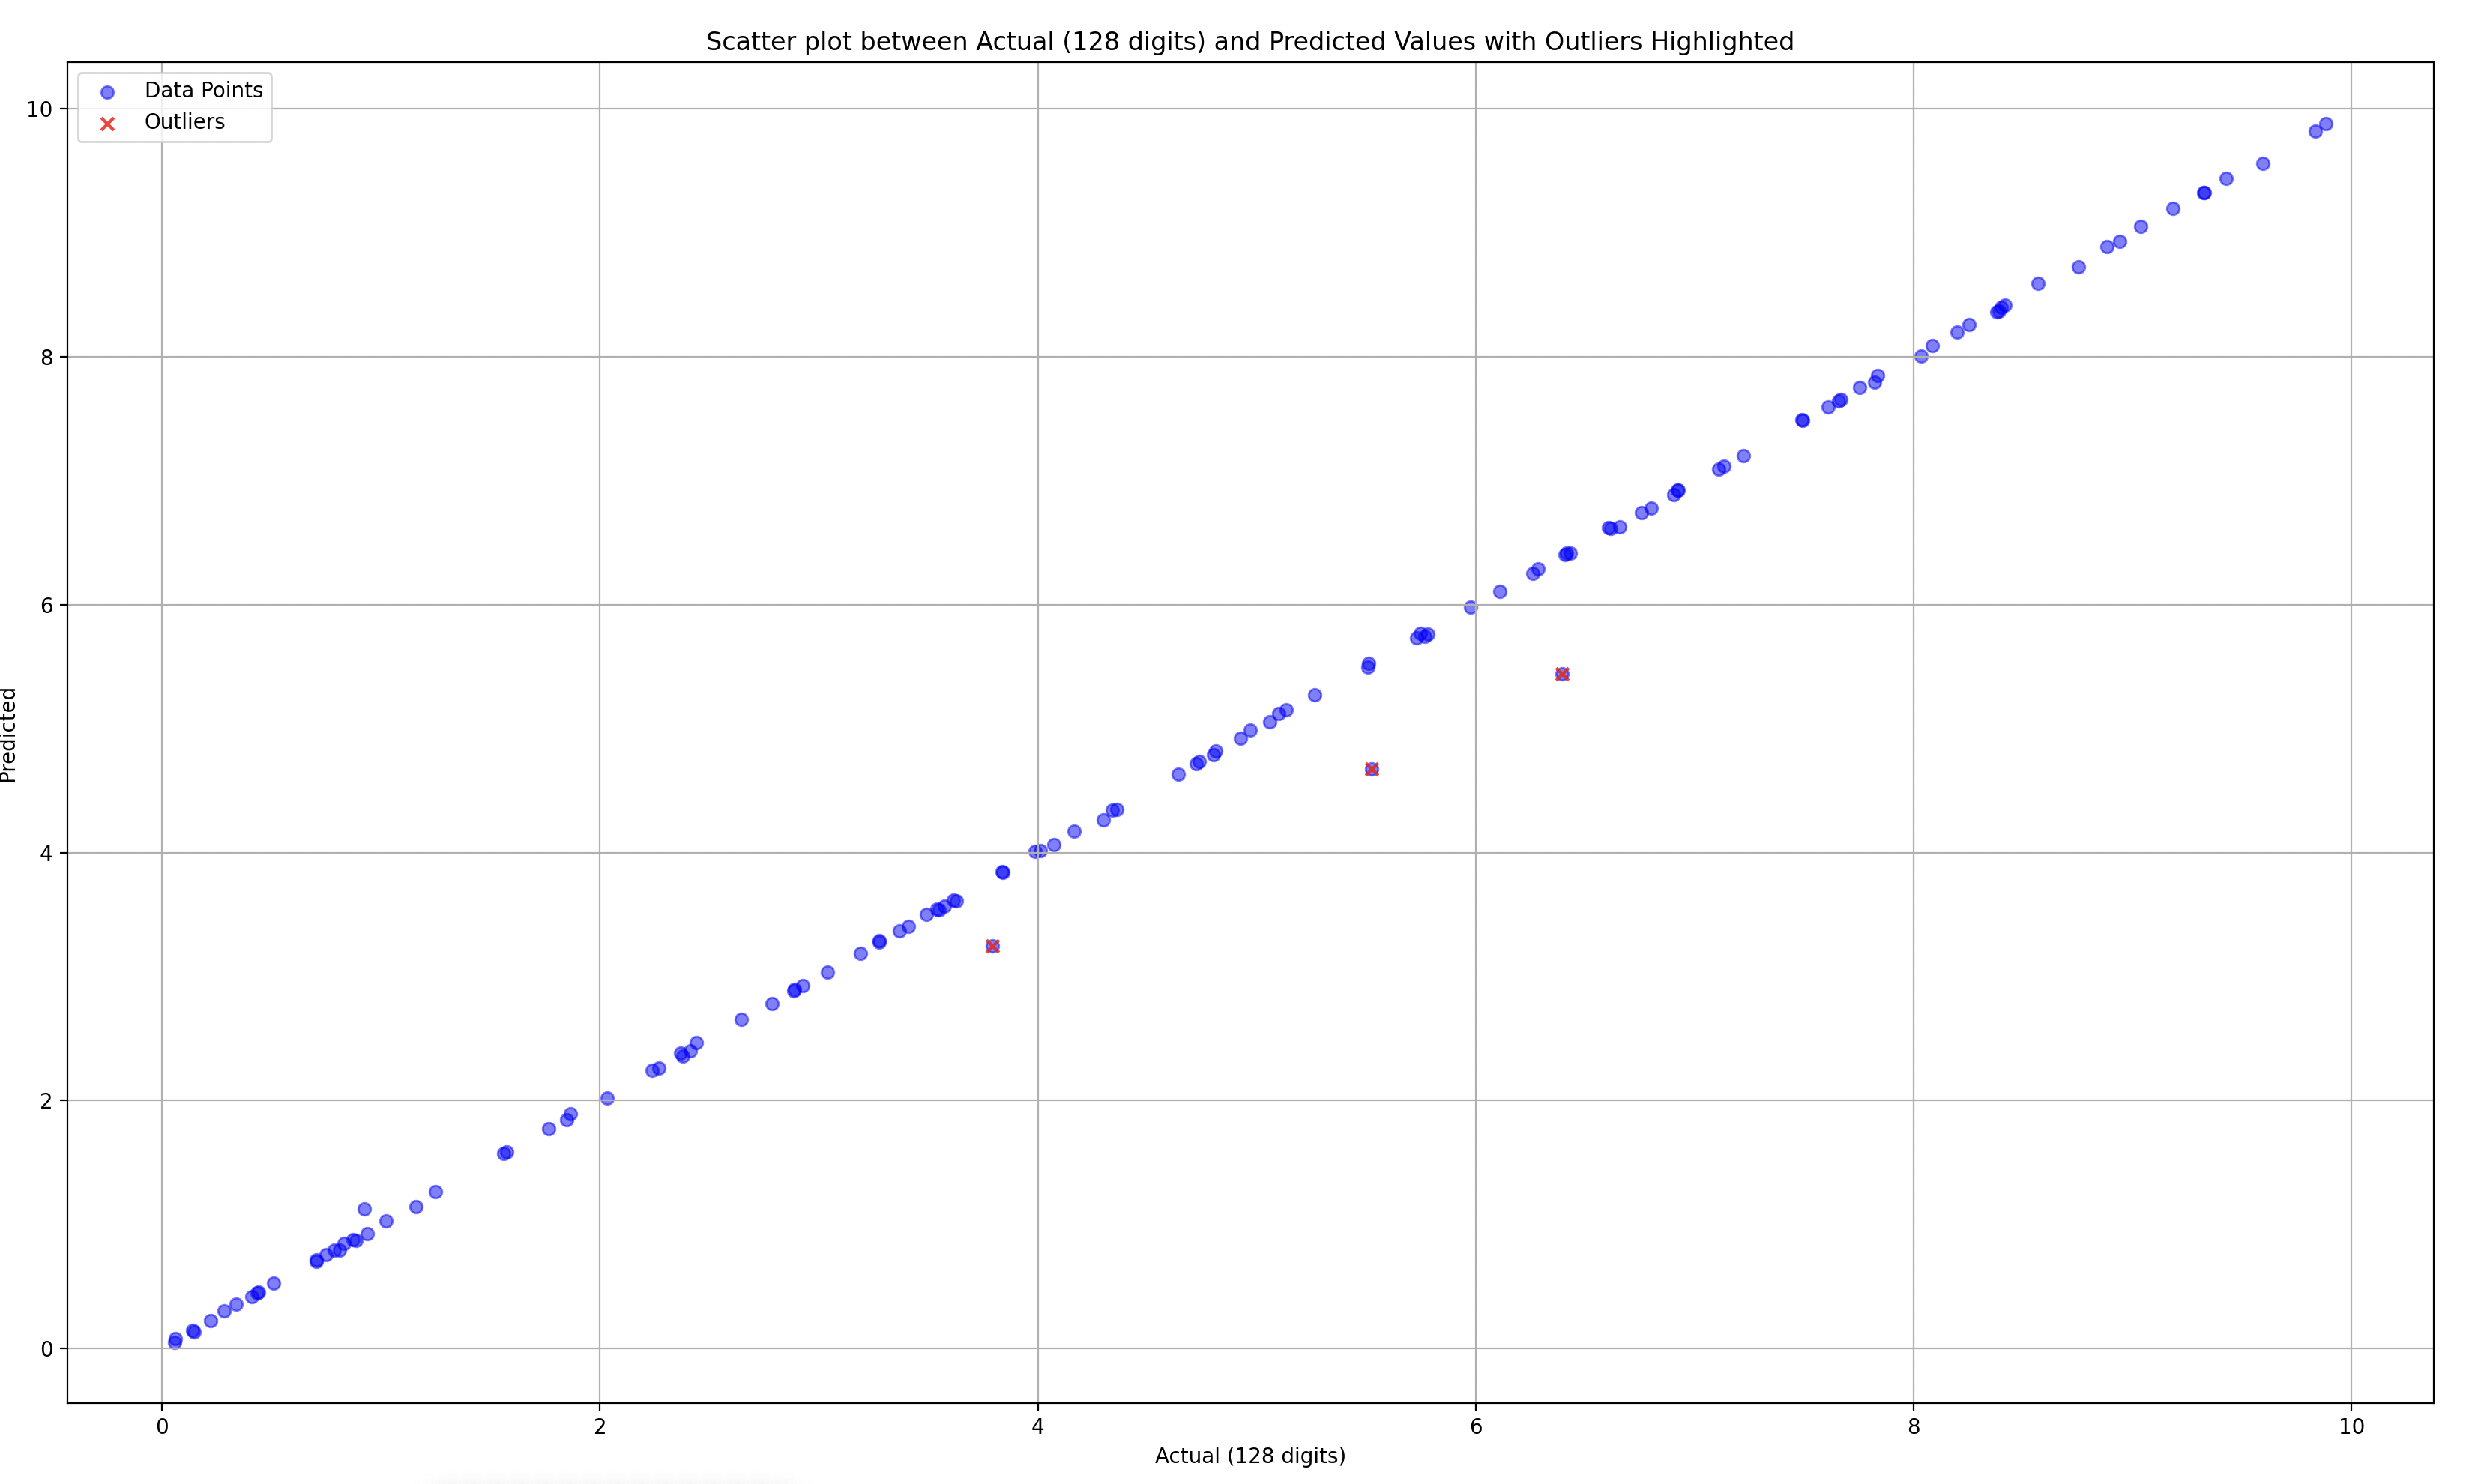 Scatter plot between Actual (128 digits) and Predicted Values with Outliers Highlighted
Data Points
Outliers
10
8
6
4
2
0
Predicted
0 2 4 6 8 10
Actual (128 digits)